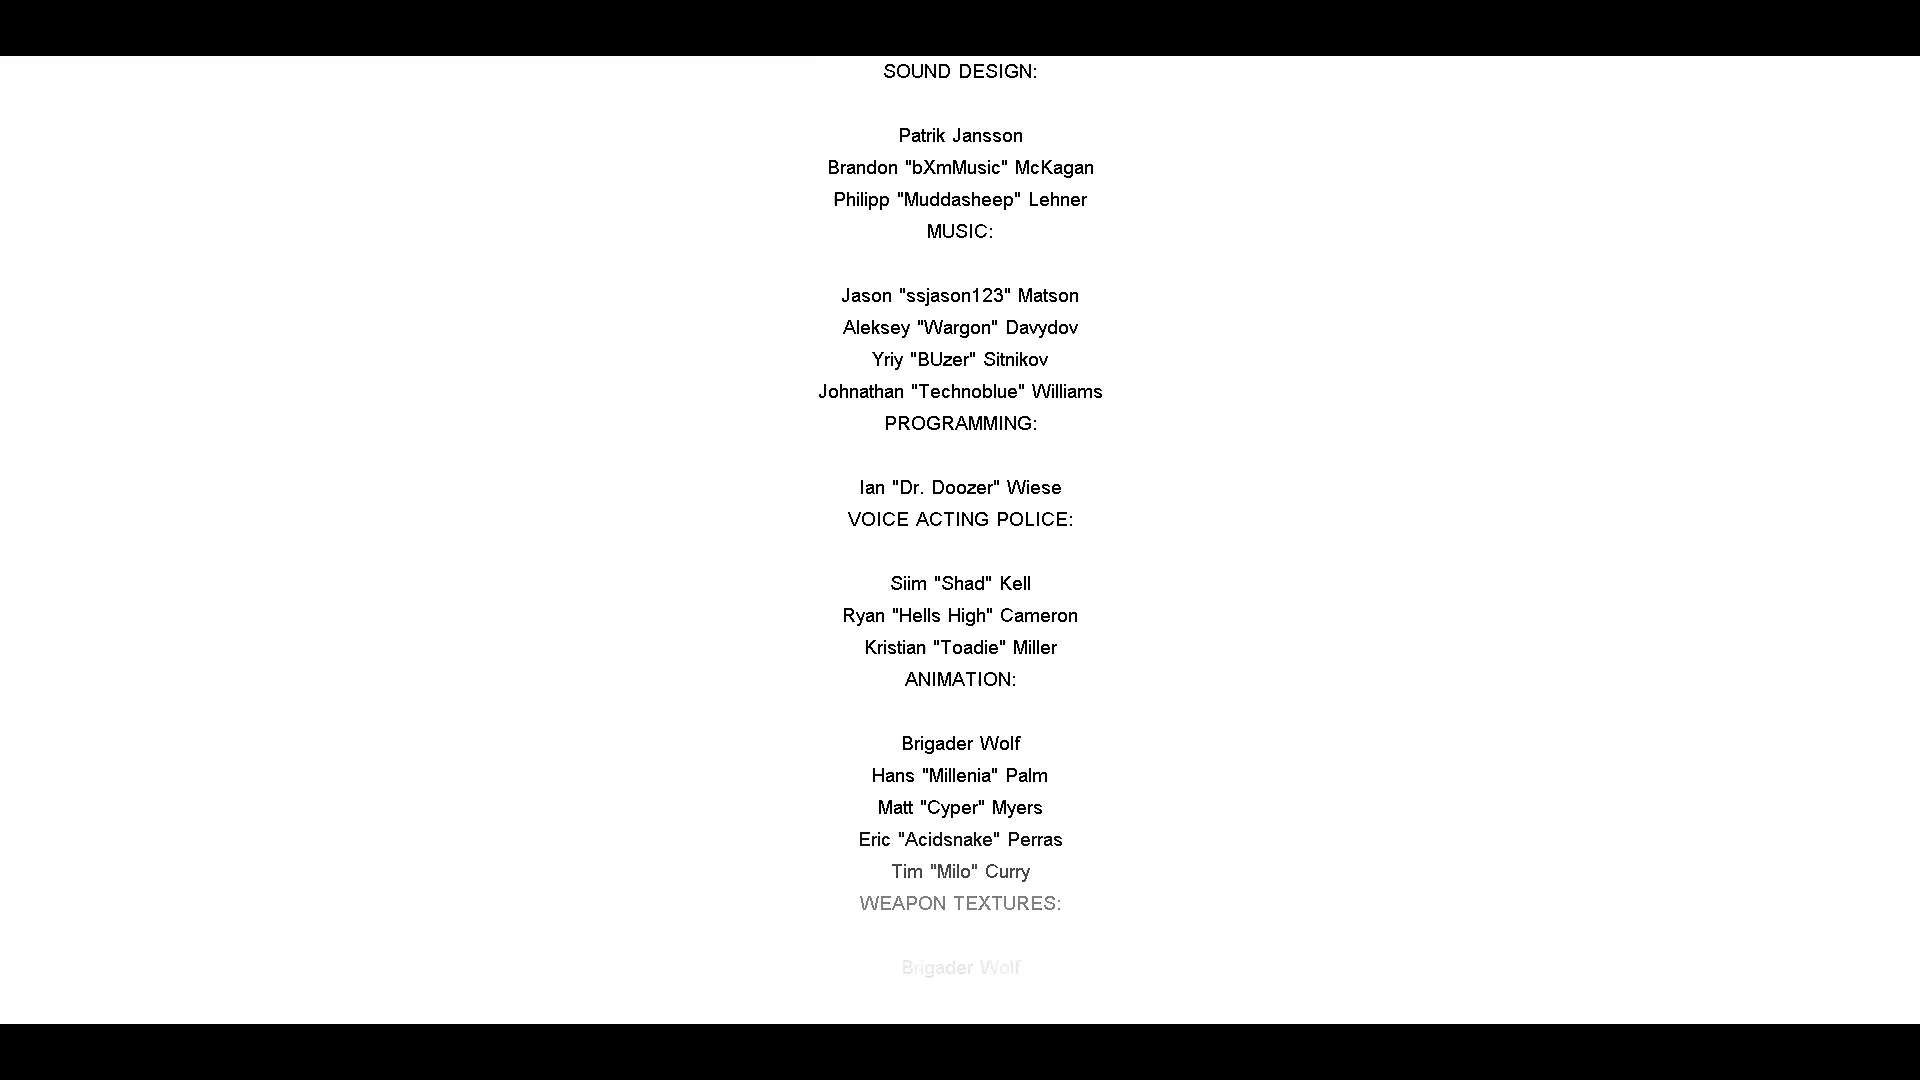 SOUND DESIGN:
Patrik Jansson
Brandon "bXmMusic" McKagan
Philipp "Muddasheep" Lehner
MUSIC:
Jason "ssjason123" Matson
Aleksey "Wargon" Davydov
Yriy "BUzer" Sitnikov
Johnathan "Technoblue" Williams
PROGRAMMING:
Ian "Dr. Doozer" Wiese
VOICE ACTING POLICE:
Siim "Shad" Kell
Ryan "Hells High" Cameron
Kristian "Toadie" Miller
ANIMATION:
Brigader Wolf
Hans "Millenia" Palm
Matt "Cyper" Myers
Eric "Acidsnake" Perras
Tim "Milo" Curry
WEAPON TEXTURES:
Brigader Wolf